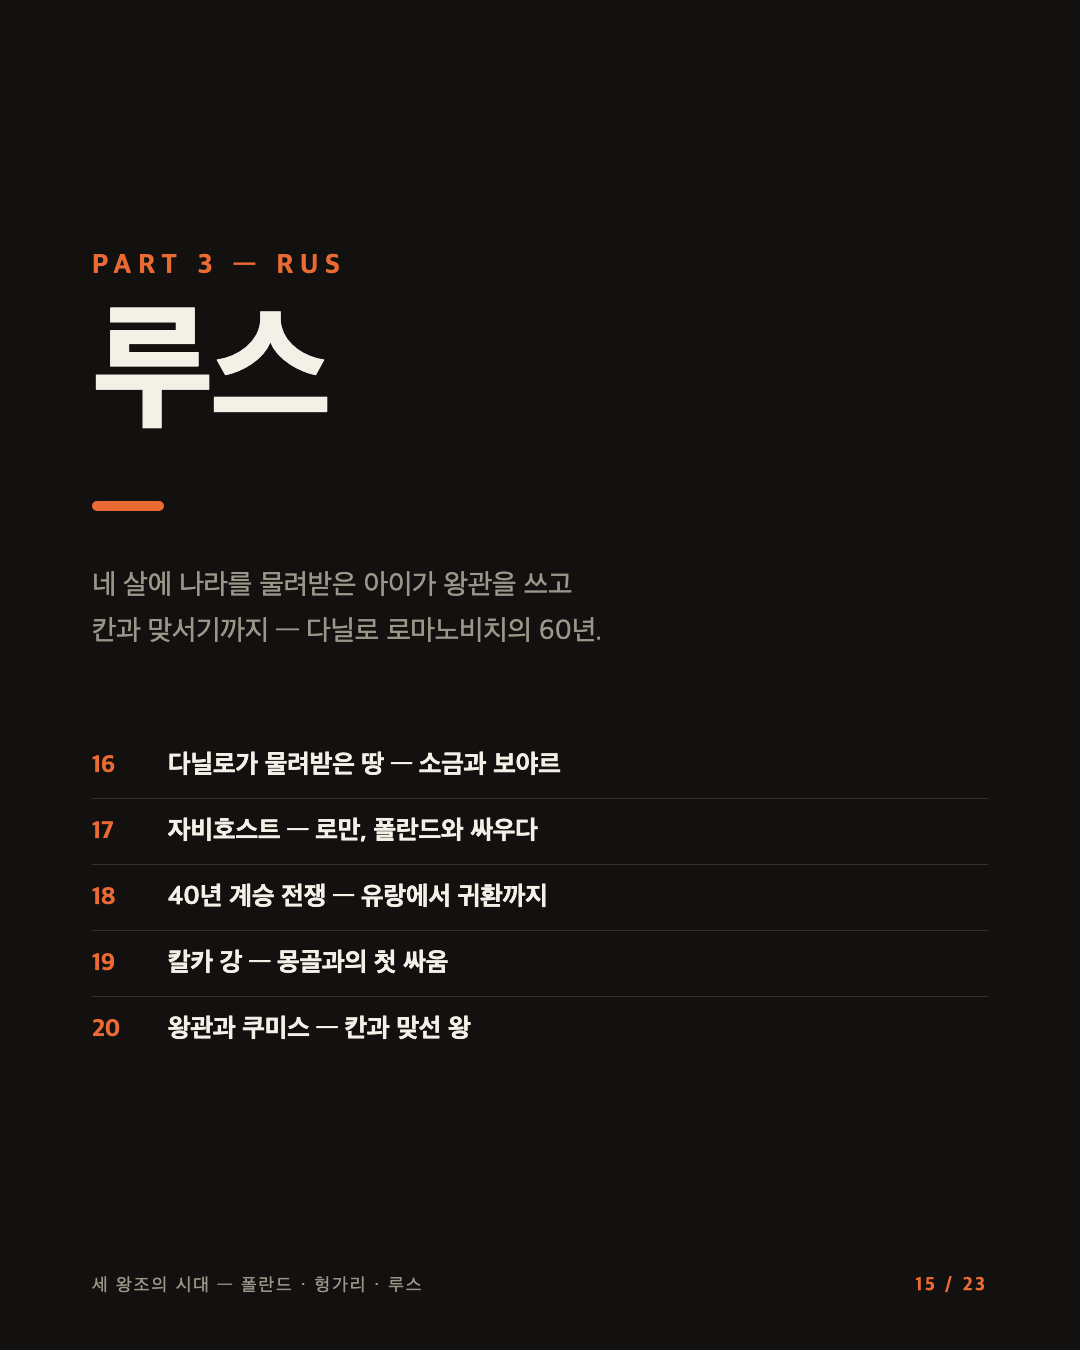 PART 3 — RUS
루스
네 살에 나라를 물려받은 아이가 왕관을 쓰고
칸과 맞서기까지 — 다닐로 로마노비치의 60년.
16 다닐로가 물려받은 땅 — 소금과 보야르
17 자비호스트 — 로만, 폴란드와 싸우다
18 40년 계승 전쟁 — 유랑에서 귀환까지
19 칼카 강 — 몽골과의 첫 싸움
20 왕관과 쿠미스 — 칸과 맞선 왕
세 왕조의 시대 — 폴란드 · 헝가리 · 루스
15 / 23